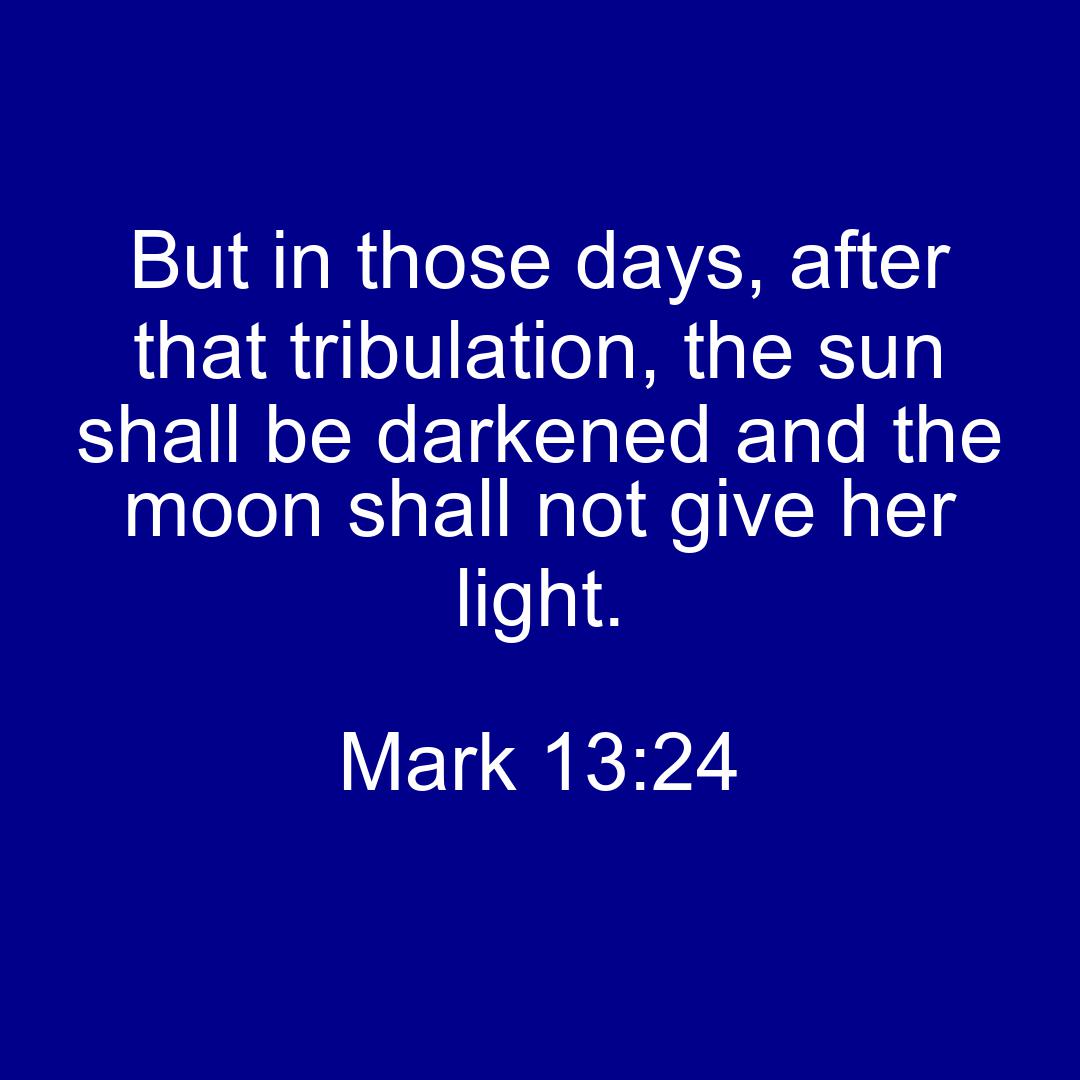 But in those days, after
that tribulation, the sun
shall be darkened and the
moon shall not give her
light.
Mark 13:24